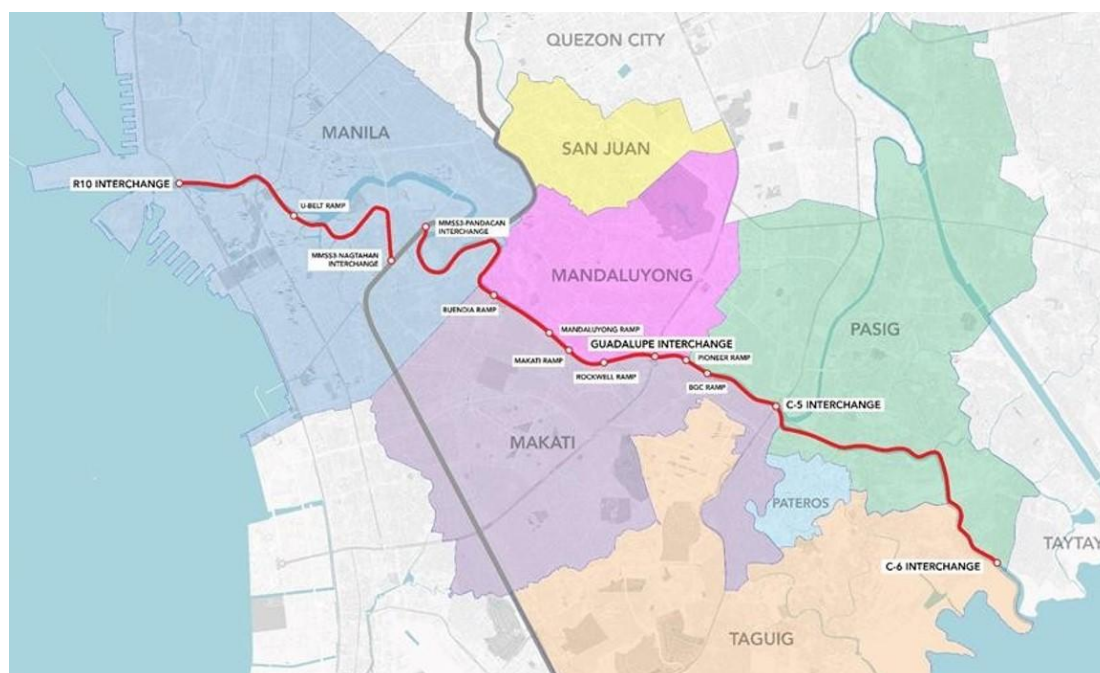 QUEZON CITY
MANILA
SAN JUAN
R10 INTERCHANGE
U-BELT RAMP
MMSS3-PANDACAN
INTERCHANGE
MMSS3-NAGTAHAN
INTERCHANGE
MANDALUYONG
BUENDIA RAMP
MANDALUYONG RAMP
PASIG
GUADALUPE INTERCHANGE
MAKATI RAMP
PIONEER RAMP
ROCKWELL RAMP
BGC RAMP
C-5 INTERCHANGE
MAKATI
PATEROS
TAYTAY
C-6 INTERCHANGE
TAGUIG